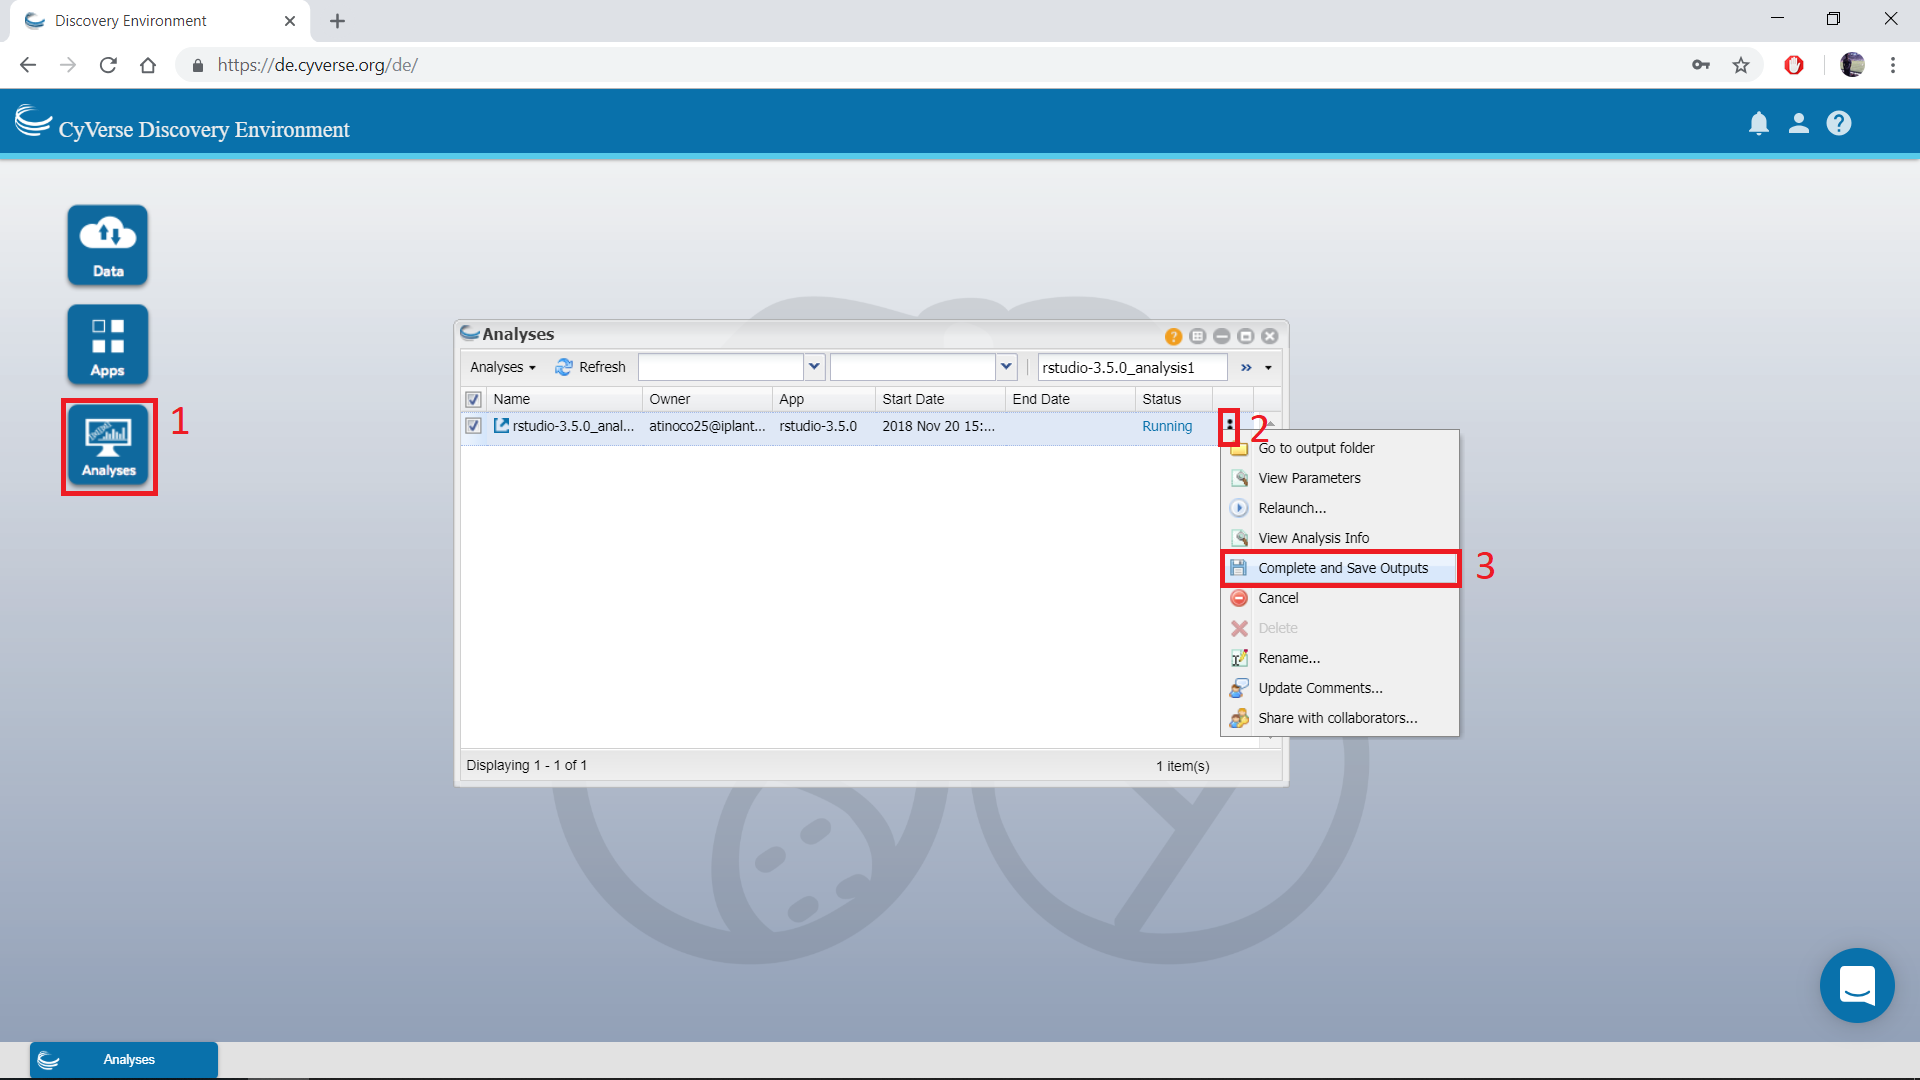 Discovery Environment
https://de.cyverse.org/de/
CyVerse Discovery Environment
Data
Apps
Analyses
1
Analyses
Analyses Refresh rstudio-3.5.0_analysis1
Name Owner App Start Date End Date Status
rstudio-3.5.0_anal... atinoco25@iplant... rstudio-3.5.0 2018 Nov 20 15:... Running
2
Go to output folder
View Parameters
Relaunch...
View Analysis Info
Complete and Save Outputs
3
Cancel
Delete
Rename...
Update Comments...
Share with collaborators...
Displaying 1 - 1 of 1 1 item(s)
Analyses